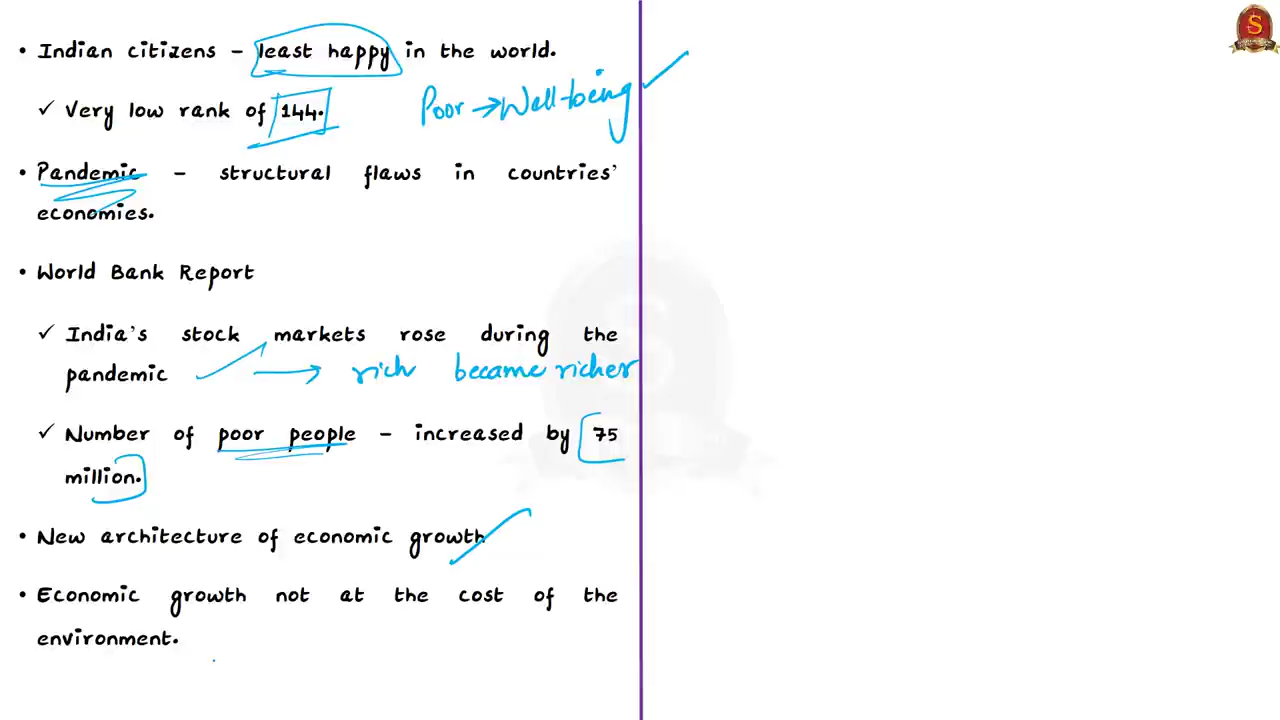 • Indian citizens – least happy in the world.
✓ Very low rank of 144.
Poor → Well-being ✓
• Pandemic – structural flaws in countries'
economies.
• World Bank Report
✓ India's stock markets rose during the
pandemic
→ rich became richer
✓ Number of poor people – increased by 75
million.
• New architecture of economic growth
• Economic growth not at the cost of the
environment.
S